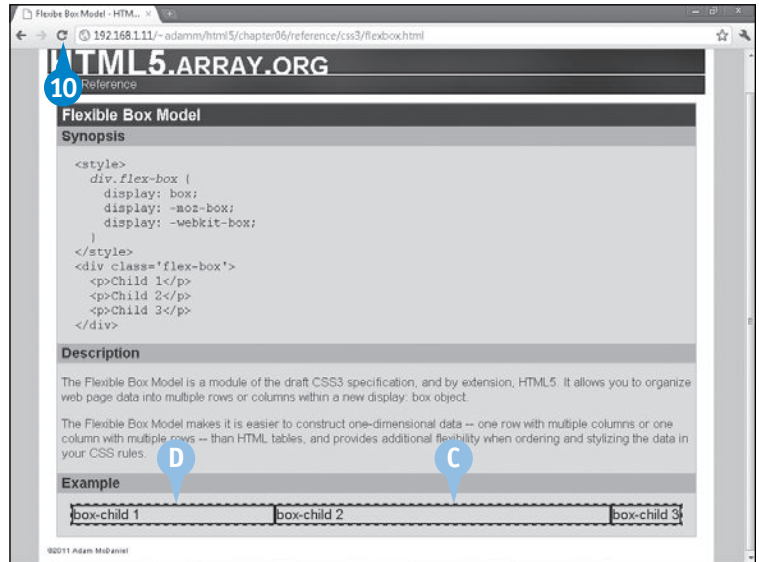 Flexibe Box Model - HTM... ×
192.168.1.11/~adamm/html5/chapter06/reference/css3/flexbox.html
HTML5.ARRAY.ORG
10
Reference
Flexible Box Model
Synopsis
<style>
div.flex-box {
display: box;
display: -moz-box;
display: -webkit-box;
}
</style>
<div class='flex-box'>
<p>Child 1</p>
<p>Child 2</p>
<p>Child 3</p>
</div>
Description
The Flexible Box Model is a module of the draft CSS3 specification, and by extension, HTML5. It allows you to organize
web page data into multiple rows or columns within a new display: box object.
The Flexible Box Model makes it is easier to construct one-dimensional data -- one row with multiple columns or one
column with multiple rows -- than HTML tables, and provides additional flexibility when ordering and stylizing the data in
your CSS rules.
D
C
Example
box-child 1
box-child 2
box-child 3
©2011 Adam McDaniel